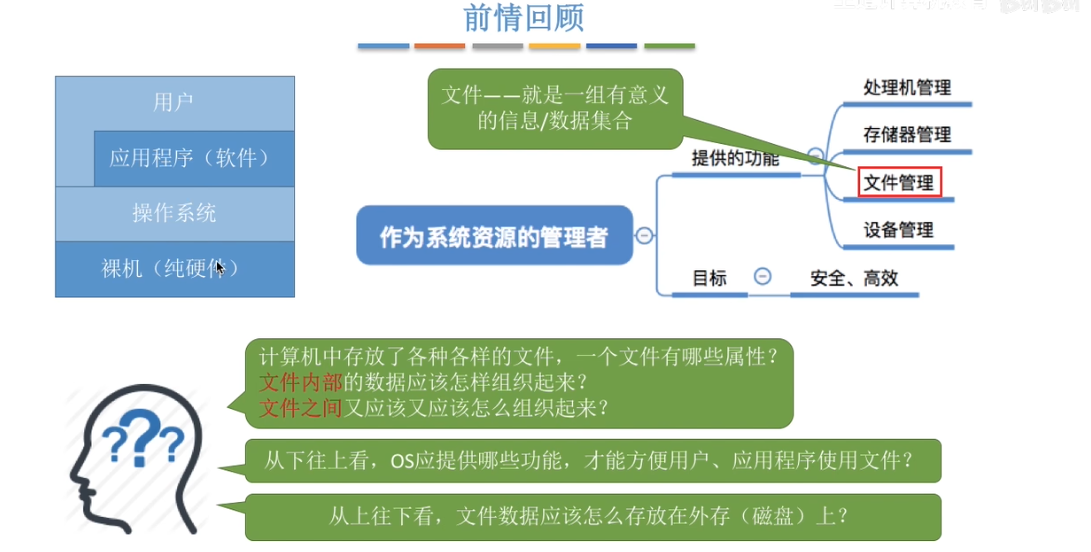 前情回顾
用户
应用程序（软件）
操作系统
裸机（纯硬件）
文件——就是一组有意义
的信息/数据集合
作为系统资源的管理者
提供的功能
处理机管理
存储器管理
文件管理
设备管理
目标
安全、高效
计算机中存放了各种各样的文件，一个文件有哪些属性？
文件内部的数据应该怎样组织起来？
文件之间又应该又应该怎么组织起来？
从下往上看，OS应提供哪些功能，才能方便用户、应用程序使用文件？
从上往下看，文件数据应该怎么存放在外存（磁盘）上？
???